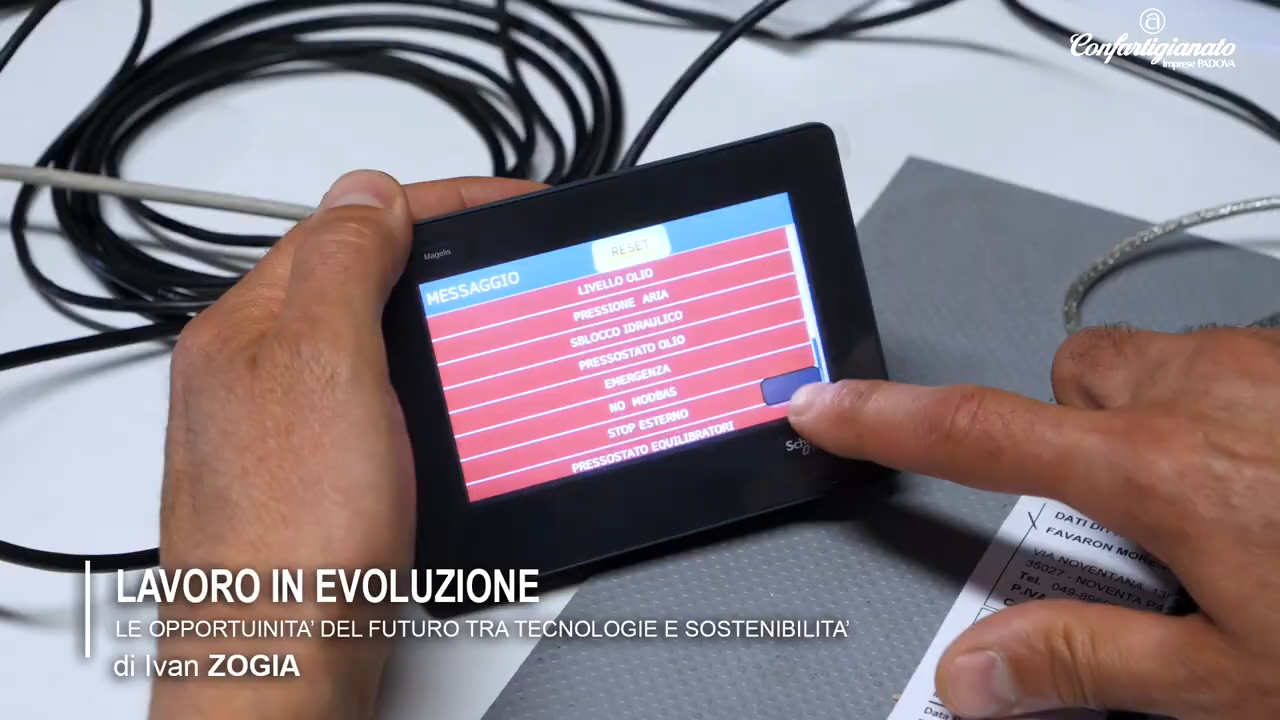 Confartigianato
Imprese PADOVA
Magelis
MESSAGGIO
RESET
LIVELLO OLIO
PRESSIONE ARIA
SBLOCCO IDRAULICO
PRESSOSTATO OLIO
EMERGENZA
NO MODBAS
STOP ESTERNO
PRESSOSTATO EQUILIBRATORI
DATI DI
FAVARON
VIA NOVENTANA,
35027 - NOVENTA
Tel.
P.IVA
Data
LAVORO IN EVOLUZIONE
LE OPPORTUINITA' DEL FUTURO TRA TECNOLOGIE E SOSTENIBILITA'
di Ivan ZOGIA